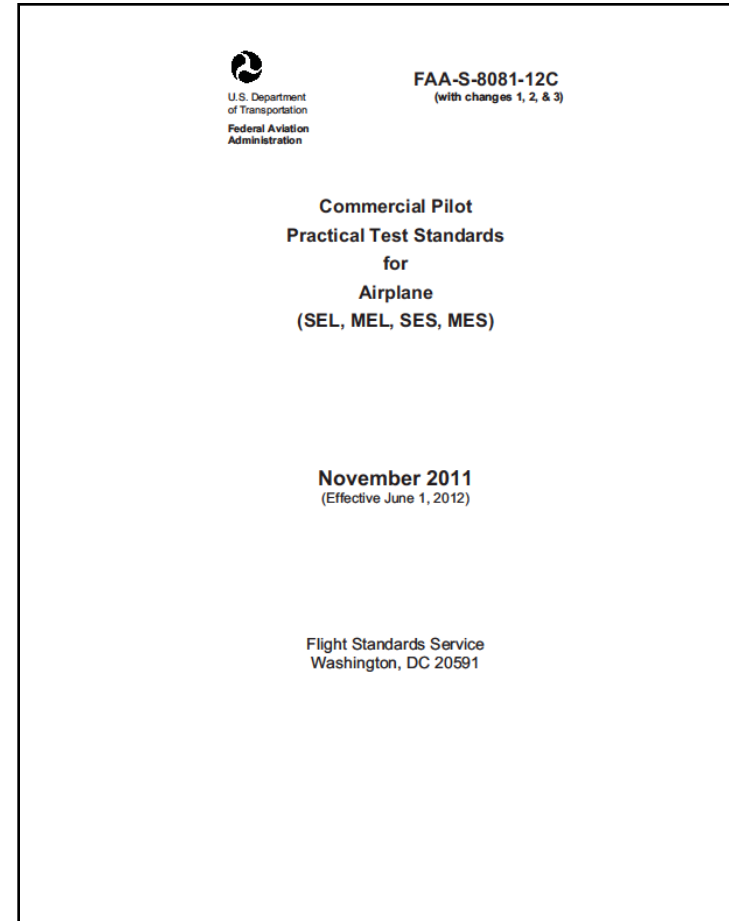 U.S. Department
of Transportation
Federal Aviation
Administration
FAA-S-8081-12C
(with changes 1, 2, & 3)
Commercial Pilot
Practical Test Standards
for
Airplane
(SEL, MEL, SES, MES)
November 2011
(Effective June 1, 2012)
Flight Standards Service
Washington, DC 20591